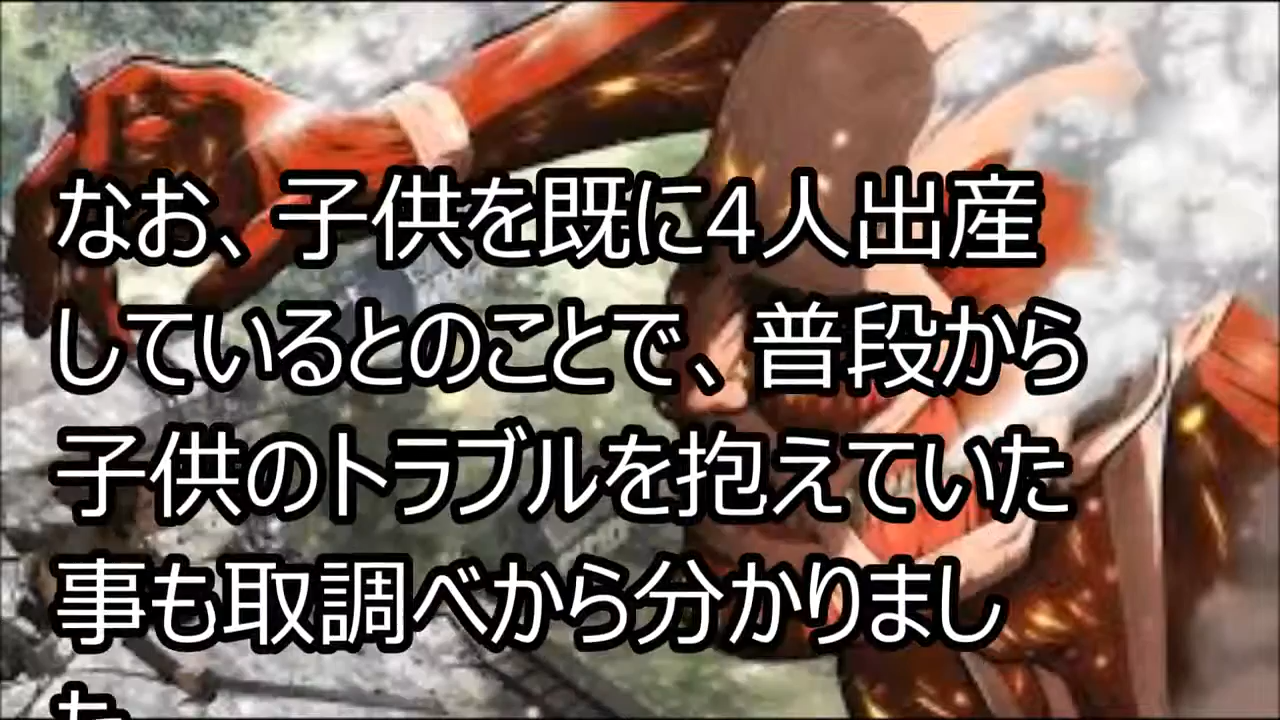 なお、子供を既に4人出産
しているとのことで、普段から
子供のトラブルを抱えていた
事も取調べから分かりまし
た